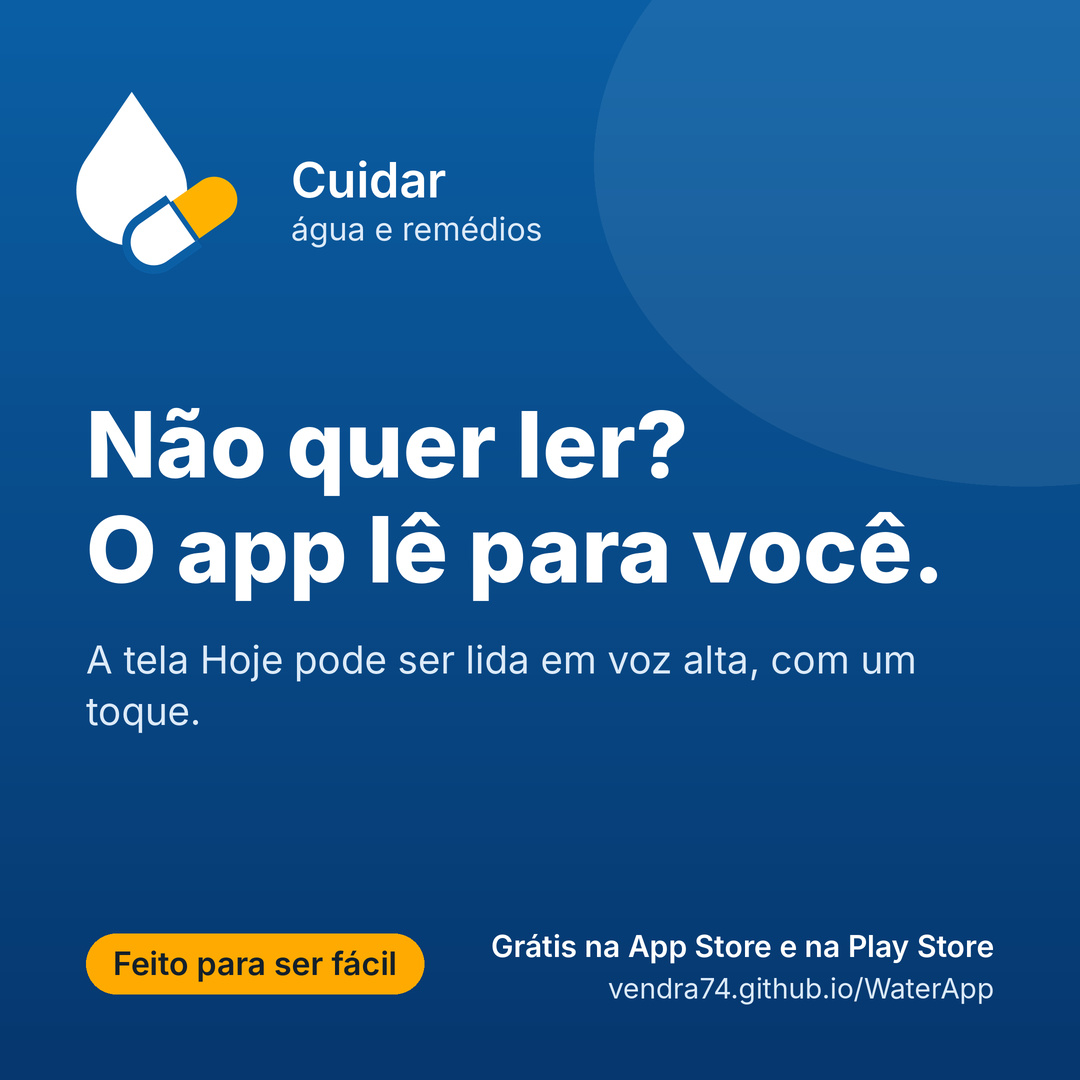 Cuidar
água e remédios
Não quer ler?
O app lê para você.
A tela Hoje pode ser lida em voz alta, com um
toque.
Feito para ser fácil
Grátis na App Store e na Play Store
vendra74.github.io/WaterApp